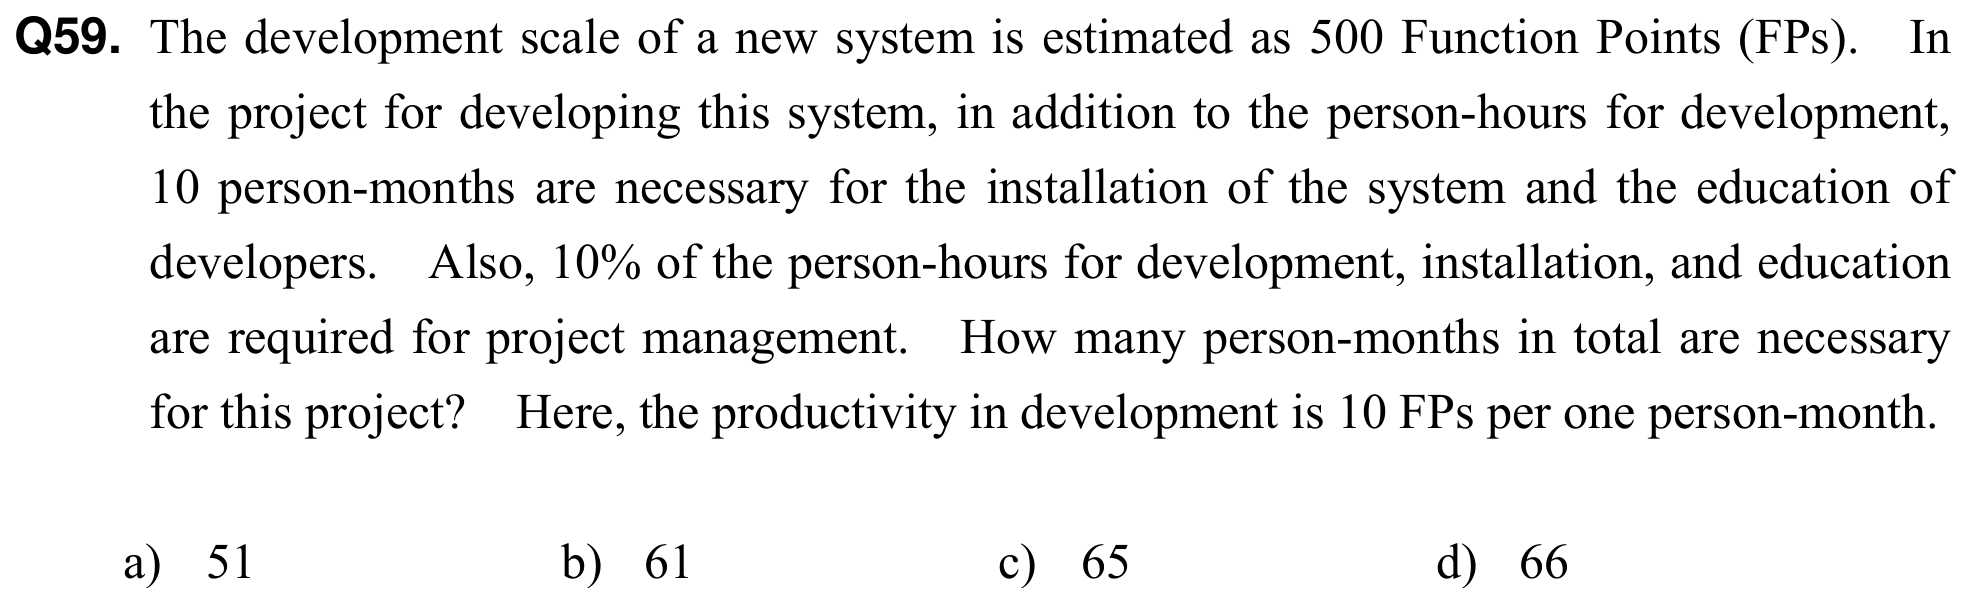 Q59. The development scale of a new system is estimated as 500 Function Points (FPs). In
the project for developing this system, in addition to the person-hours for development,
10 person-months are necessary for the installation of the system and the education of
developers. Also, 10% of the person-hours for development, installation, and education
are required for project management. How many person-months in total are necessary
for this project? Here, the productivity in development is 10 FPs per one person-month.
a) 51 b) 61 c) 65 d) 66